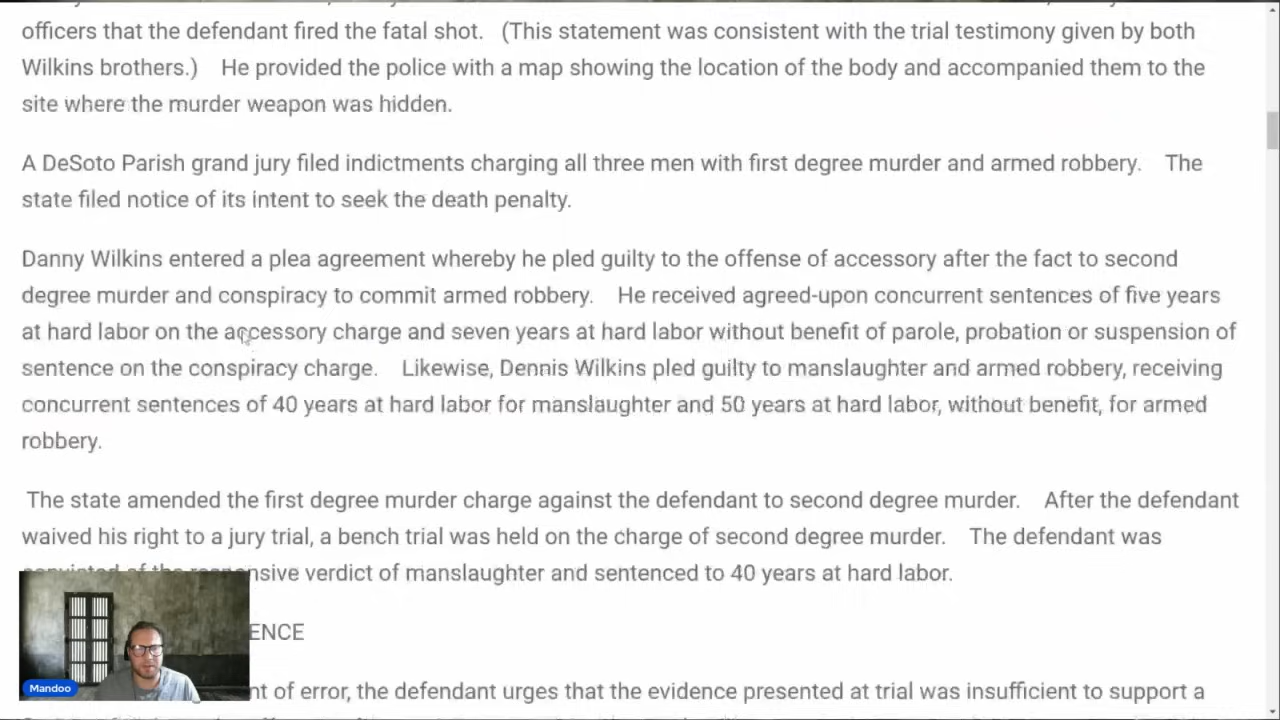 officers that the defendant fired the fatal shot. (This statement was consistent with the trial testimony given by both
Wilkins brothers.) He provided the police with a map showing the location of the body and accompanied them to the
site where the murder weapon was hidden.
A DeSoto Parish grand jury filed indictments charging all three men with first degree murder and armed robbery. The
state filed notice of its intent to seek the death penalty.
Danny Wilkins entered a plea agreement whereby he pled guilty to the offense of accessory after the fact to second
degree murder and conspiracy to commit armed robbery. He received agreed-upon concurrent sentences of five years
at hard labor on the accessory charge and seven years at hard labor without benefit of parole, probation or suspension of
sentence on the conspiracy charge. Likewise, Dennis Wilkins pled guilty to manslaughter and armed robbery, receiving
concurrent sentences of 40 years at hard labor for manslaughter and 50 years at hard labor, without benefit, for armed
robbery.
The state amended the first degree murder charge against the defendant to second degree murder. After the defendant
waived his right to a jury trial, a bench trial was held on the charge of second degree murder. The defendant was
verdict of manslaughter and sentenced to 40 years at hard labor.
ENCE
Mandoo
nt of error, the defendant urges that the evidence presented at trial was insufficient to support a